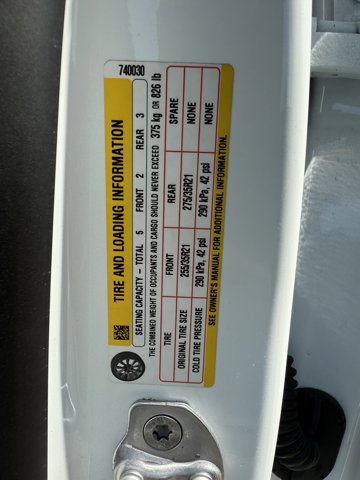 740030
TIRE AND LOADING INFORMATION
SEATING CAPACITY – TOTAL 5 FRONT 2 REAR 3
THE COMBINED WEIGHT OF OCCUPANTS AND CARGO SHOULD NEVER EXCEED 375 kg OR 826 lb
TIRE FRONT REAR SPARE
ORIGINAL TIRE SIZE 255/35R21 275/35R21 NONE
COLD TIRE PRESSURE 290 kPa, 42 psi 290 kPa, 42 psi NONE
SEE OWNER'S MANUAL FOR ADDITIONAL INFORMATION.